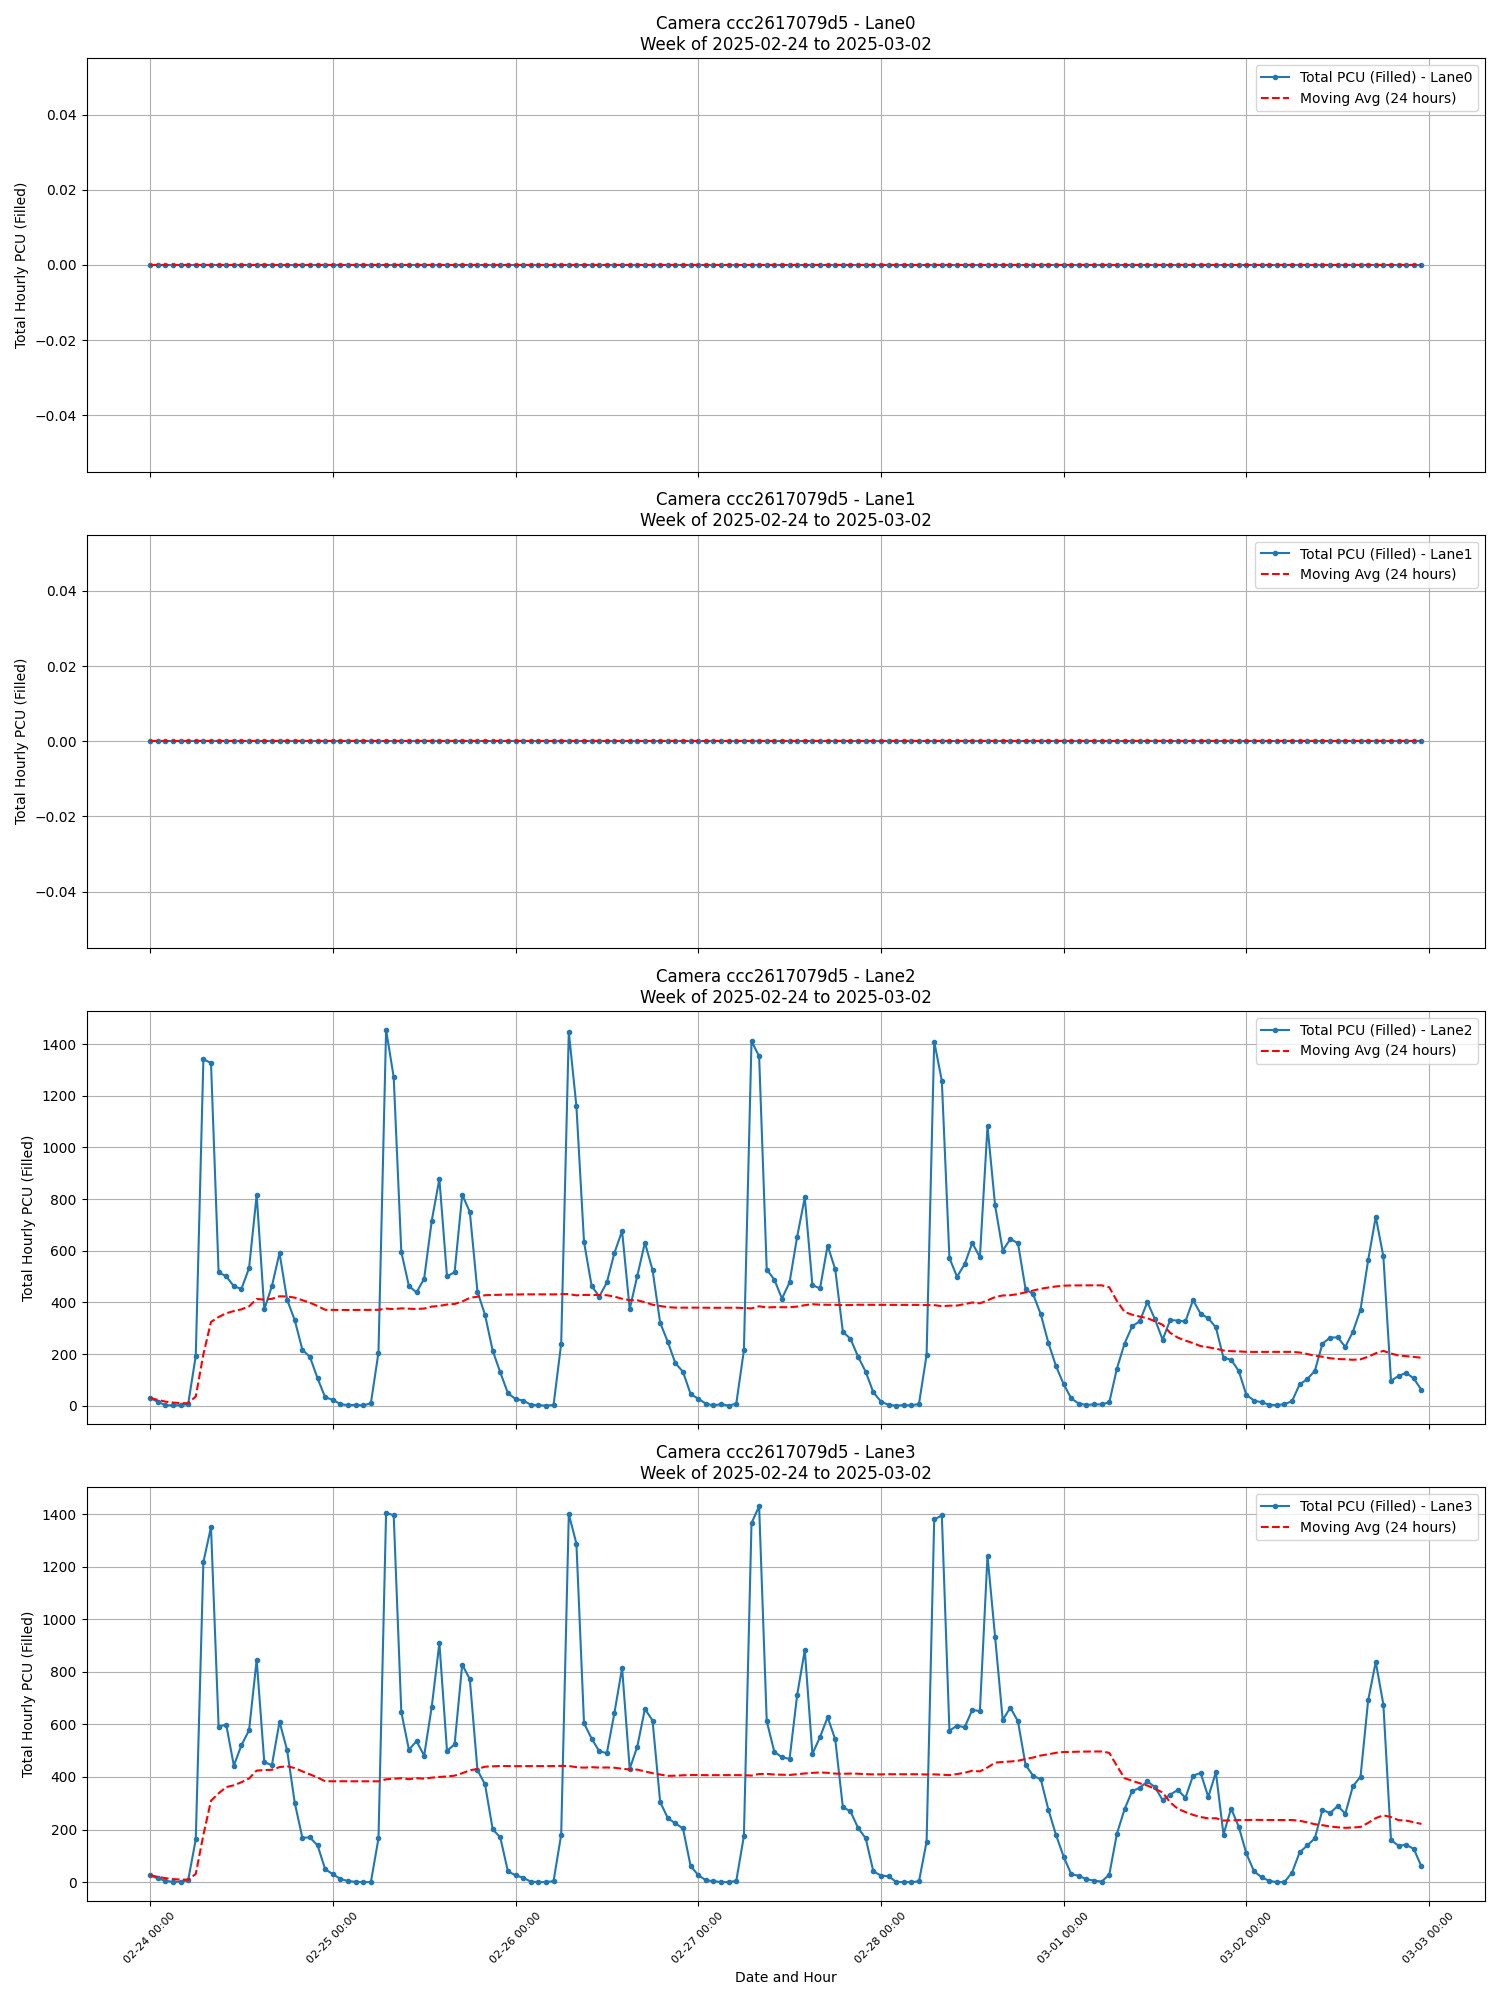 Camera ccc2617079d5 - Lane0
Week of 2025-02-24 to 2025-03-02
Total PCU (Filled) - Lane0
Moving Avg (24 hours)
Total Hourly PCU (Filled)
0.04
0.02
0.00
−0.02
−0.04
Camera ccc2617079d5 - Lane1
Week of 2025-02-24 to 2025-03-02
Total PCU (Filled) - Lane1
Moving Avg (24 hours)
Total Hourly PCU (Filled)
0.04
0.02
0.00
−0.02
−0.04
Camera ccc2617079d5 - Lane2
Week of 2025-02-24 to 2025-03-02
Total PCU (Filled) - Lane2
Moving Avg (24 hours)
Total Hourly PCU (Filled)
1400
1200
1000
800
600
400
200
0
Camera ccc2617079d5 - Lane3
Week of 2025-02-24 to 2025-03-02
Total PCU (Filled) - Lane3
Moving Avg (24 hours)
Total Hourly PCU (Filled)
1400
1200
1000
800
600
400
200
0
02-24 00:00
02-25 00:00
02-26 00:00
02-27 00:00
02-28 00:00
03-01 00:00
03-02 00:00
03-03 00:00
Date and Hour